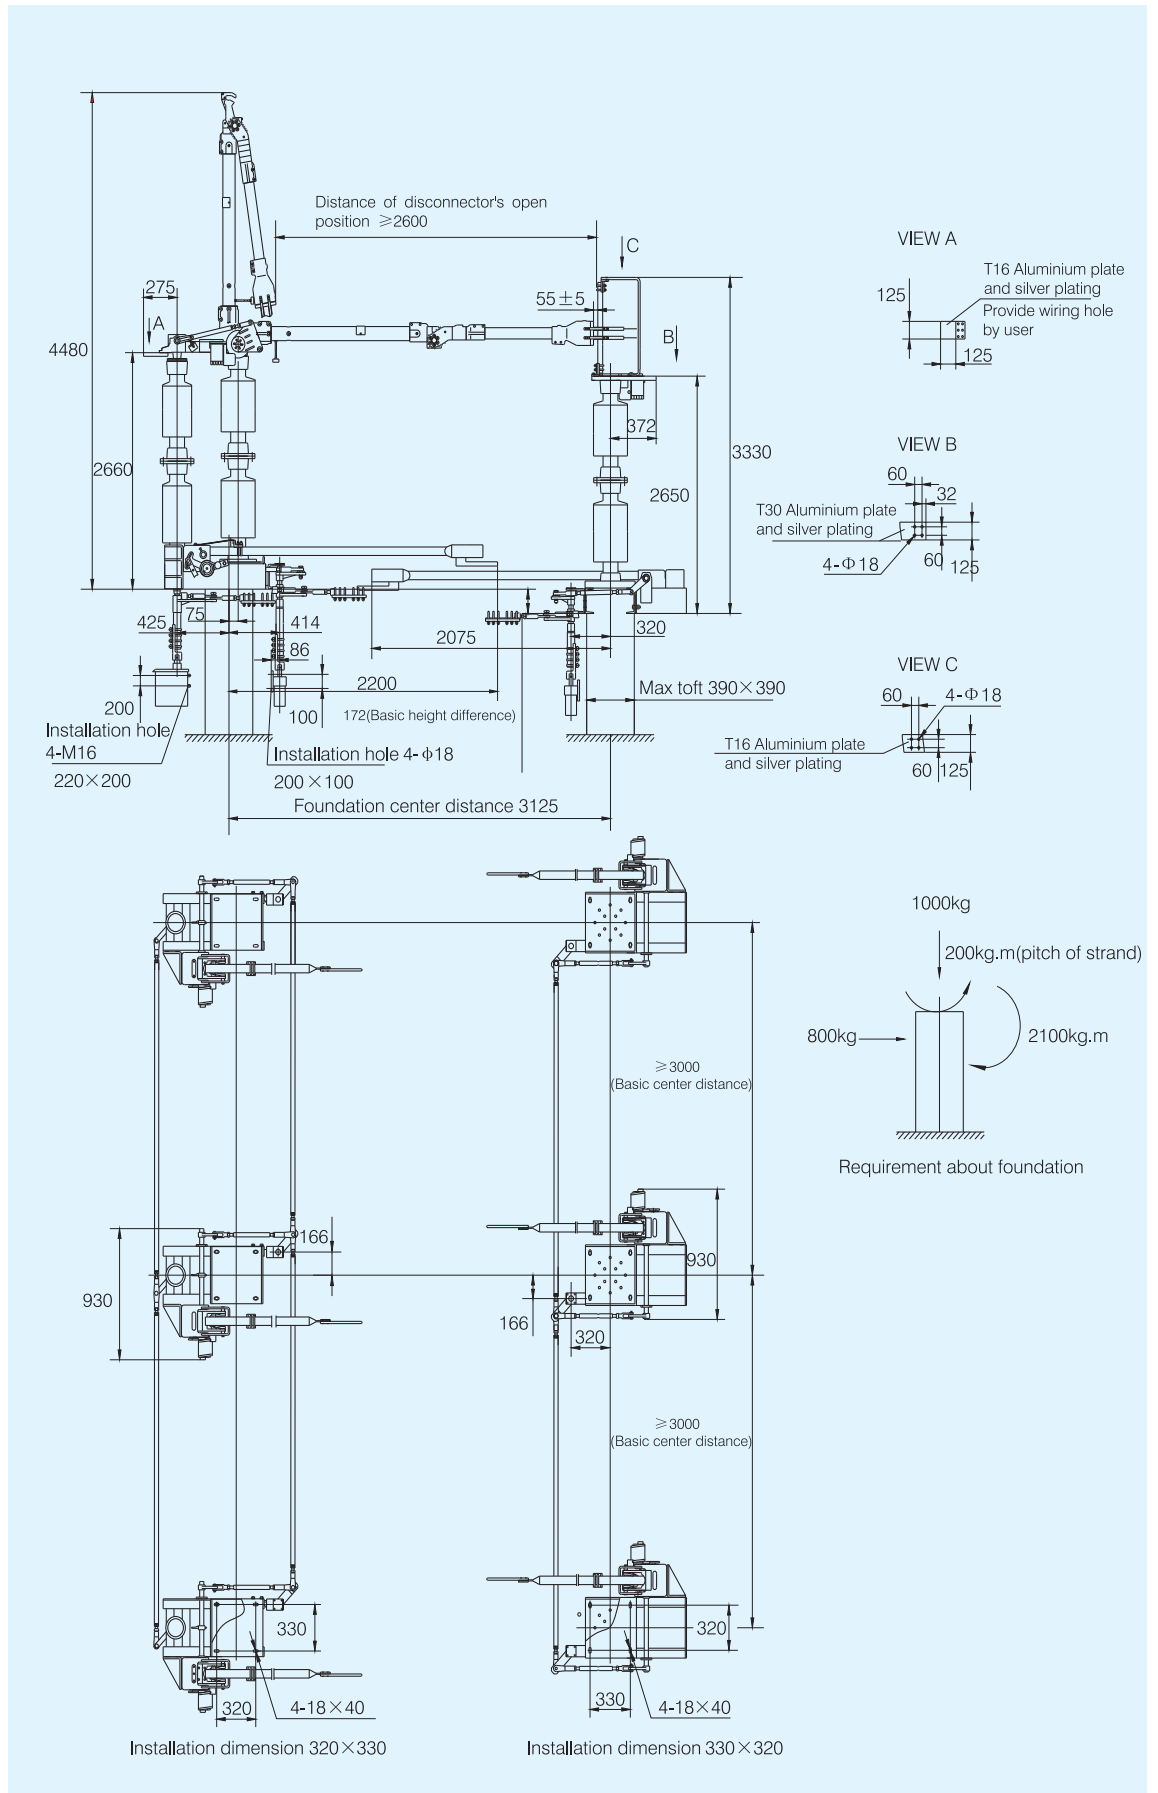 Distance of disconnector's open
position ≥2600
C
VIEW A
275
A
55±5
B
T16 Aluminium plate
and silver plating
Provide wiring hole
by user
125
125
4480
372
3330
VIEW B
60
32
T30 Aluminium plate
and silver plating
4-Φ18
60
125
2660
2650
75
425
414
86
2075
320
2200
200
100
172(Basic height difference)
Max toft 390×390
VIEW C
60
4-Φ18
T16 Aluminium plate
and silver plating
60
125
Installation hole
4-M16
220×200
Installation hole 4-φ18
200×100
Foundation center distance 3125
1000kg
200kg.m(pitch of strand)
800kg
2100kg.m
Requirement about foundation
≥3000
(Basic center distance)
166
930
930
166
320
≥3000
(Basic center distance)
330
320
4-18×40
320
330
4-18×40
Installation dimension 320×330
Installation dimension 330×320